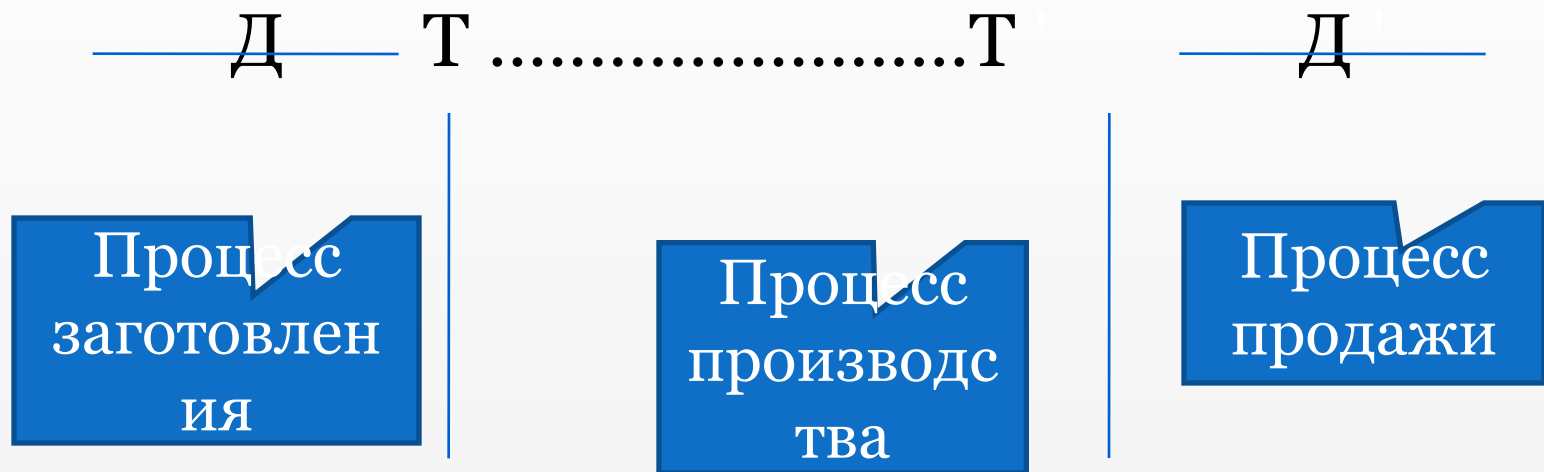 Д Т ........................Т ' Д '
Процесс
заготовлен
ия
Процесс
производс
тва
Процесс
продажи